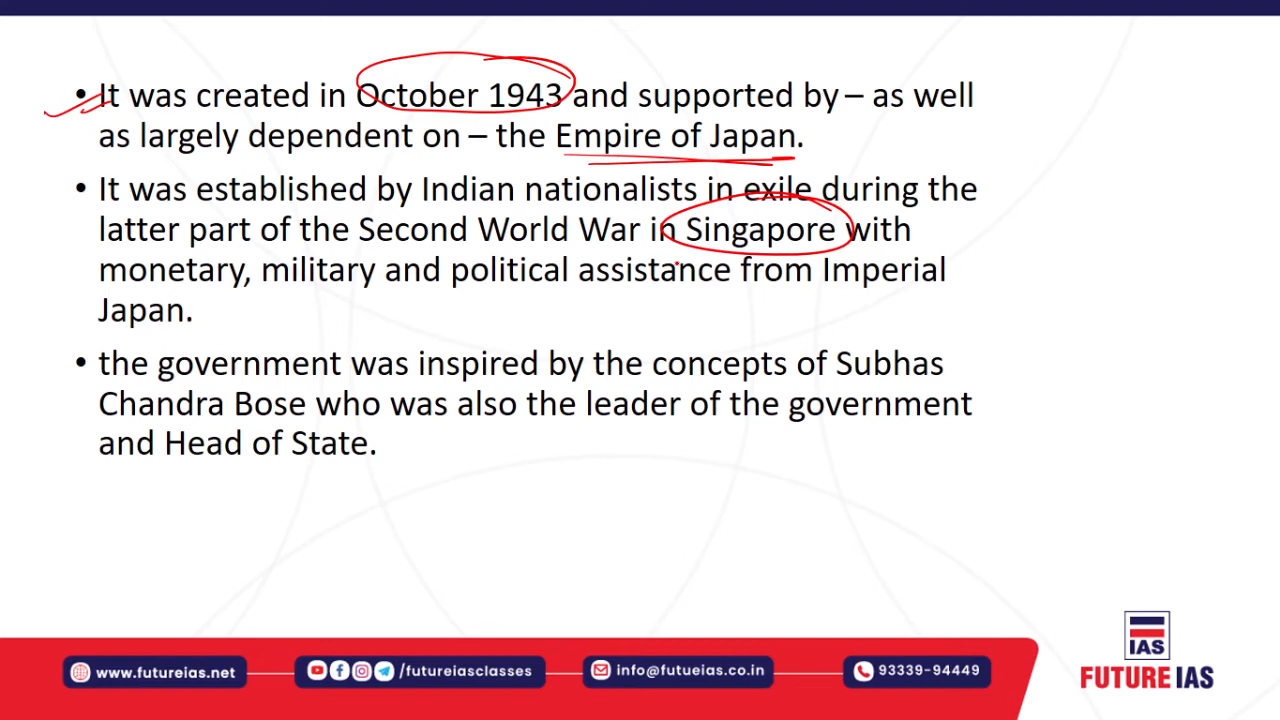 • It was created in October 1943 and supported by – as well
as largely dependent on – the Empire of Japan.
• It was established by Indian nationalists in exile during the
latter part of the Second World War in Singapore with
monetary, military and political assistance from Imperial
Japan.
• the government was inspired by the concepts of Subhas
Chandra Bose who was also the leader of the government
and Head of State.
IAS
FUTURE IAS
www.futureias.net
/futureiasclasses
info@futueias.co.in
93339-94449